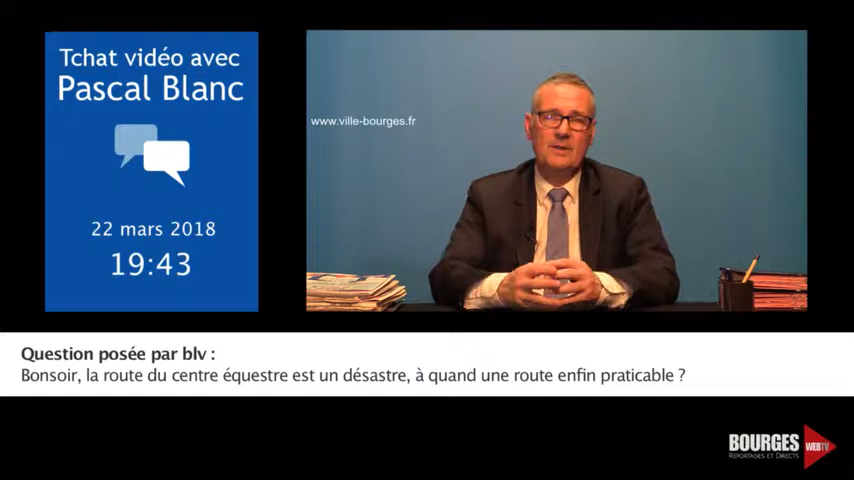 Tchat vidéo avec
Pascal Blanc
22 mars 2018
19:43
www.ville-bourges.fr
Question posée par blv :
Bonsoir, la route du centre équestre est un désastre, à quand une route enfin praticable ?
BOURGES
WEBTV
REPORTAGES ET DIRECTS